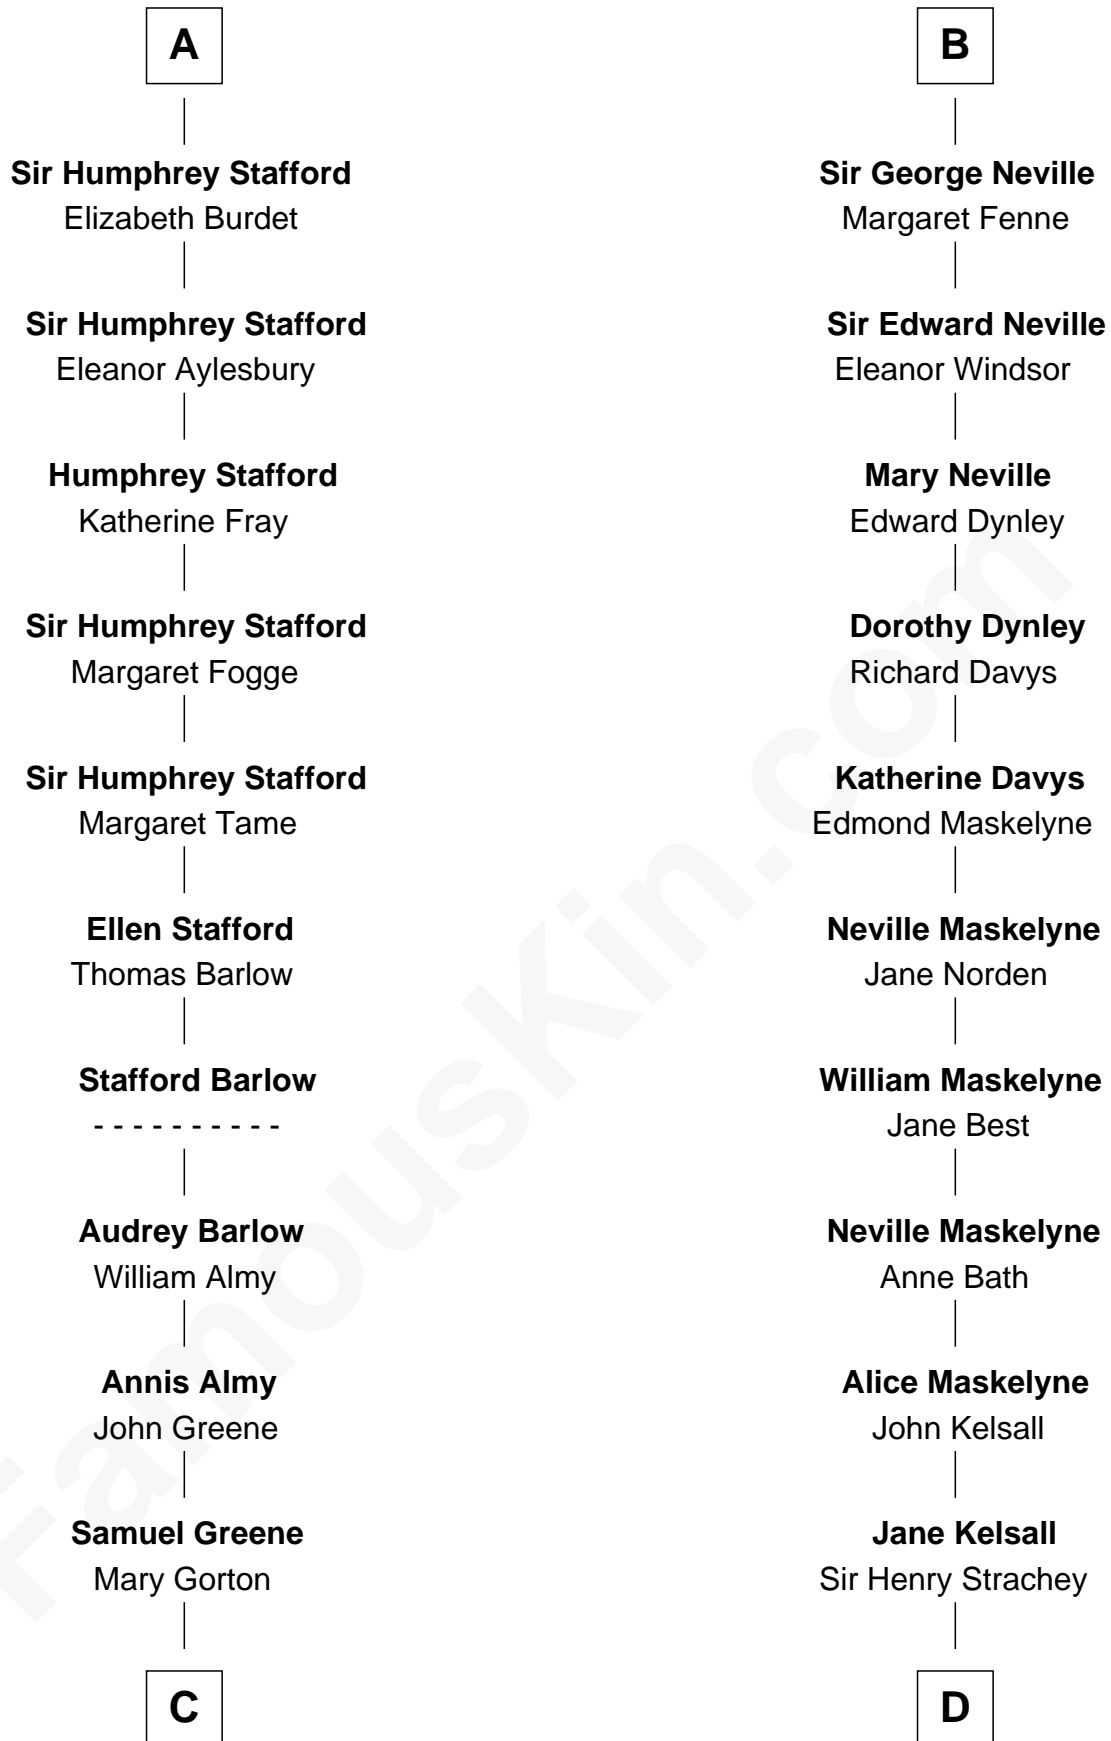 A
Sir Humphrey Stafford
Elizabeth Burdet
Sir Humphrey Stafford
Eleanor Aylesbury
Humphrey Stafford
Katherine Fray
Sir Humphrey Stafford
Margaret Fogge
Sir Humphrey Stafford
Margaret Tame
Ellen Stafford
Thomas Barlow
Stafford Barlow
- - - - - - - - - -
Audrey Barlow
William Almy
Annis Almy
John Greene
Samuel Greene
Mary Gorton
C
B
Sir George Neville
Margaret Fenne
Sir Edward Neville
Eleanor Windsor
Mary Neville
Edward Dynley
Dorothy Dynley
Richard Davys
Katherine Davys
Edmond Maskelyne
Neville Maskelyne
Jane Norden
William Maskelyne
Jane Best
Neville Maskelyne
Anne Bath
Alice Maskelyne
John Kelsall
Jane Kelsall
Sir Henry Strachey
D
FamousKin.com